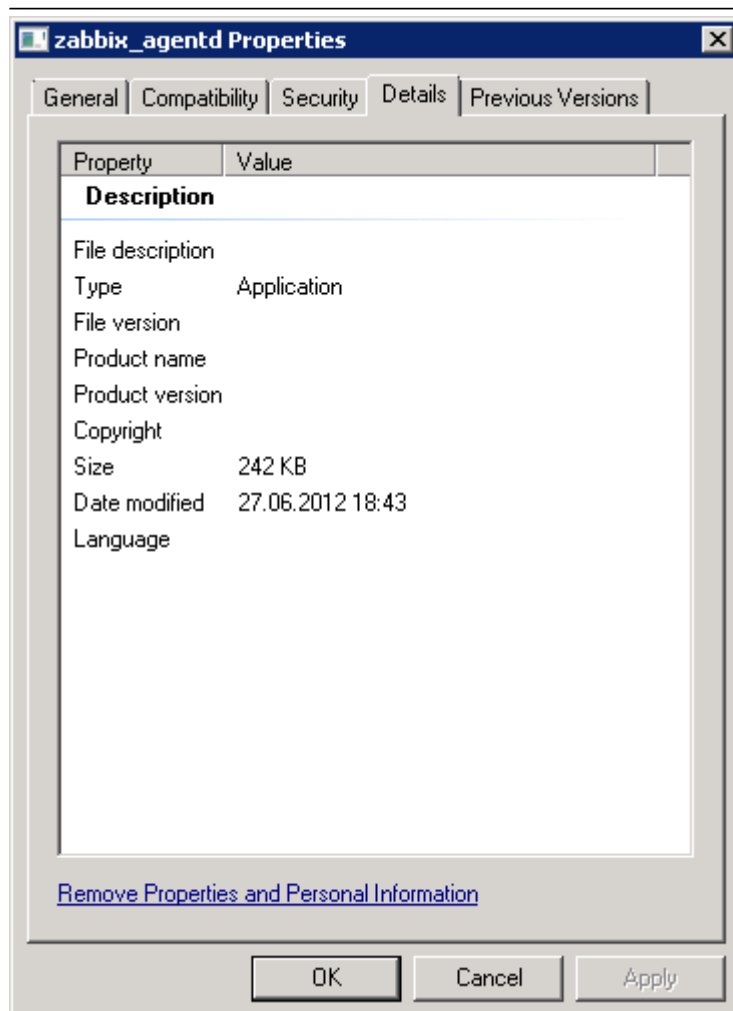 zabbix_agentd Properties
General Compatibility Security Details Previous Versions
Property Value
Description
File description
Type Application
File version
Product name
Product version
Copyright
Size 242 KB
Date modified 27.06.2012 18:43
Language
Remove Properties and Personal Information
OK Cancel Apply